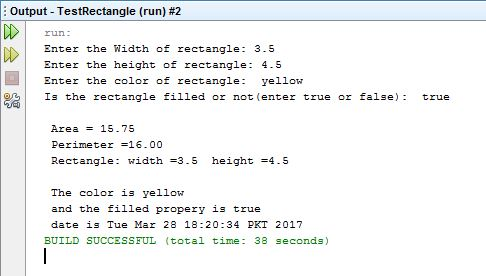 Output - TestRectangle (run) #2
run:
Enter the Width of rectangle: 3.5
Enter the height of rectangle: 4.5
Enter the color of rectangle:  yellow
Is the rectangle filled or not(enter true or false):  true
Area = 15.75
Perimeter =16.00
Rectangle: width =3.5  height =4.5
The color is yellow
and the filled propery is true
date is Tue Mar 28 18:20:34 PKT 2017
BUILD SUCCESSFUL (total time: 38 seconds)